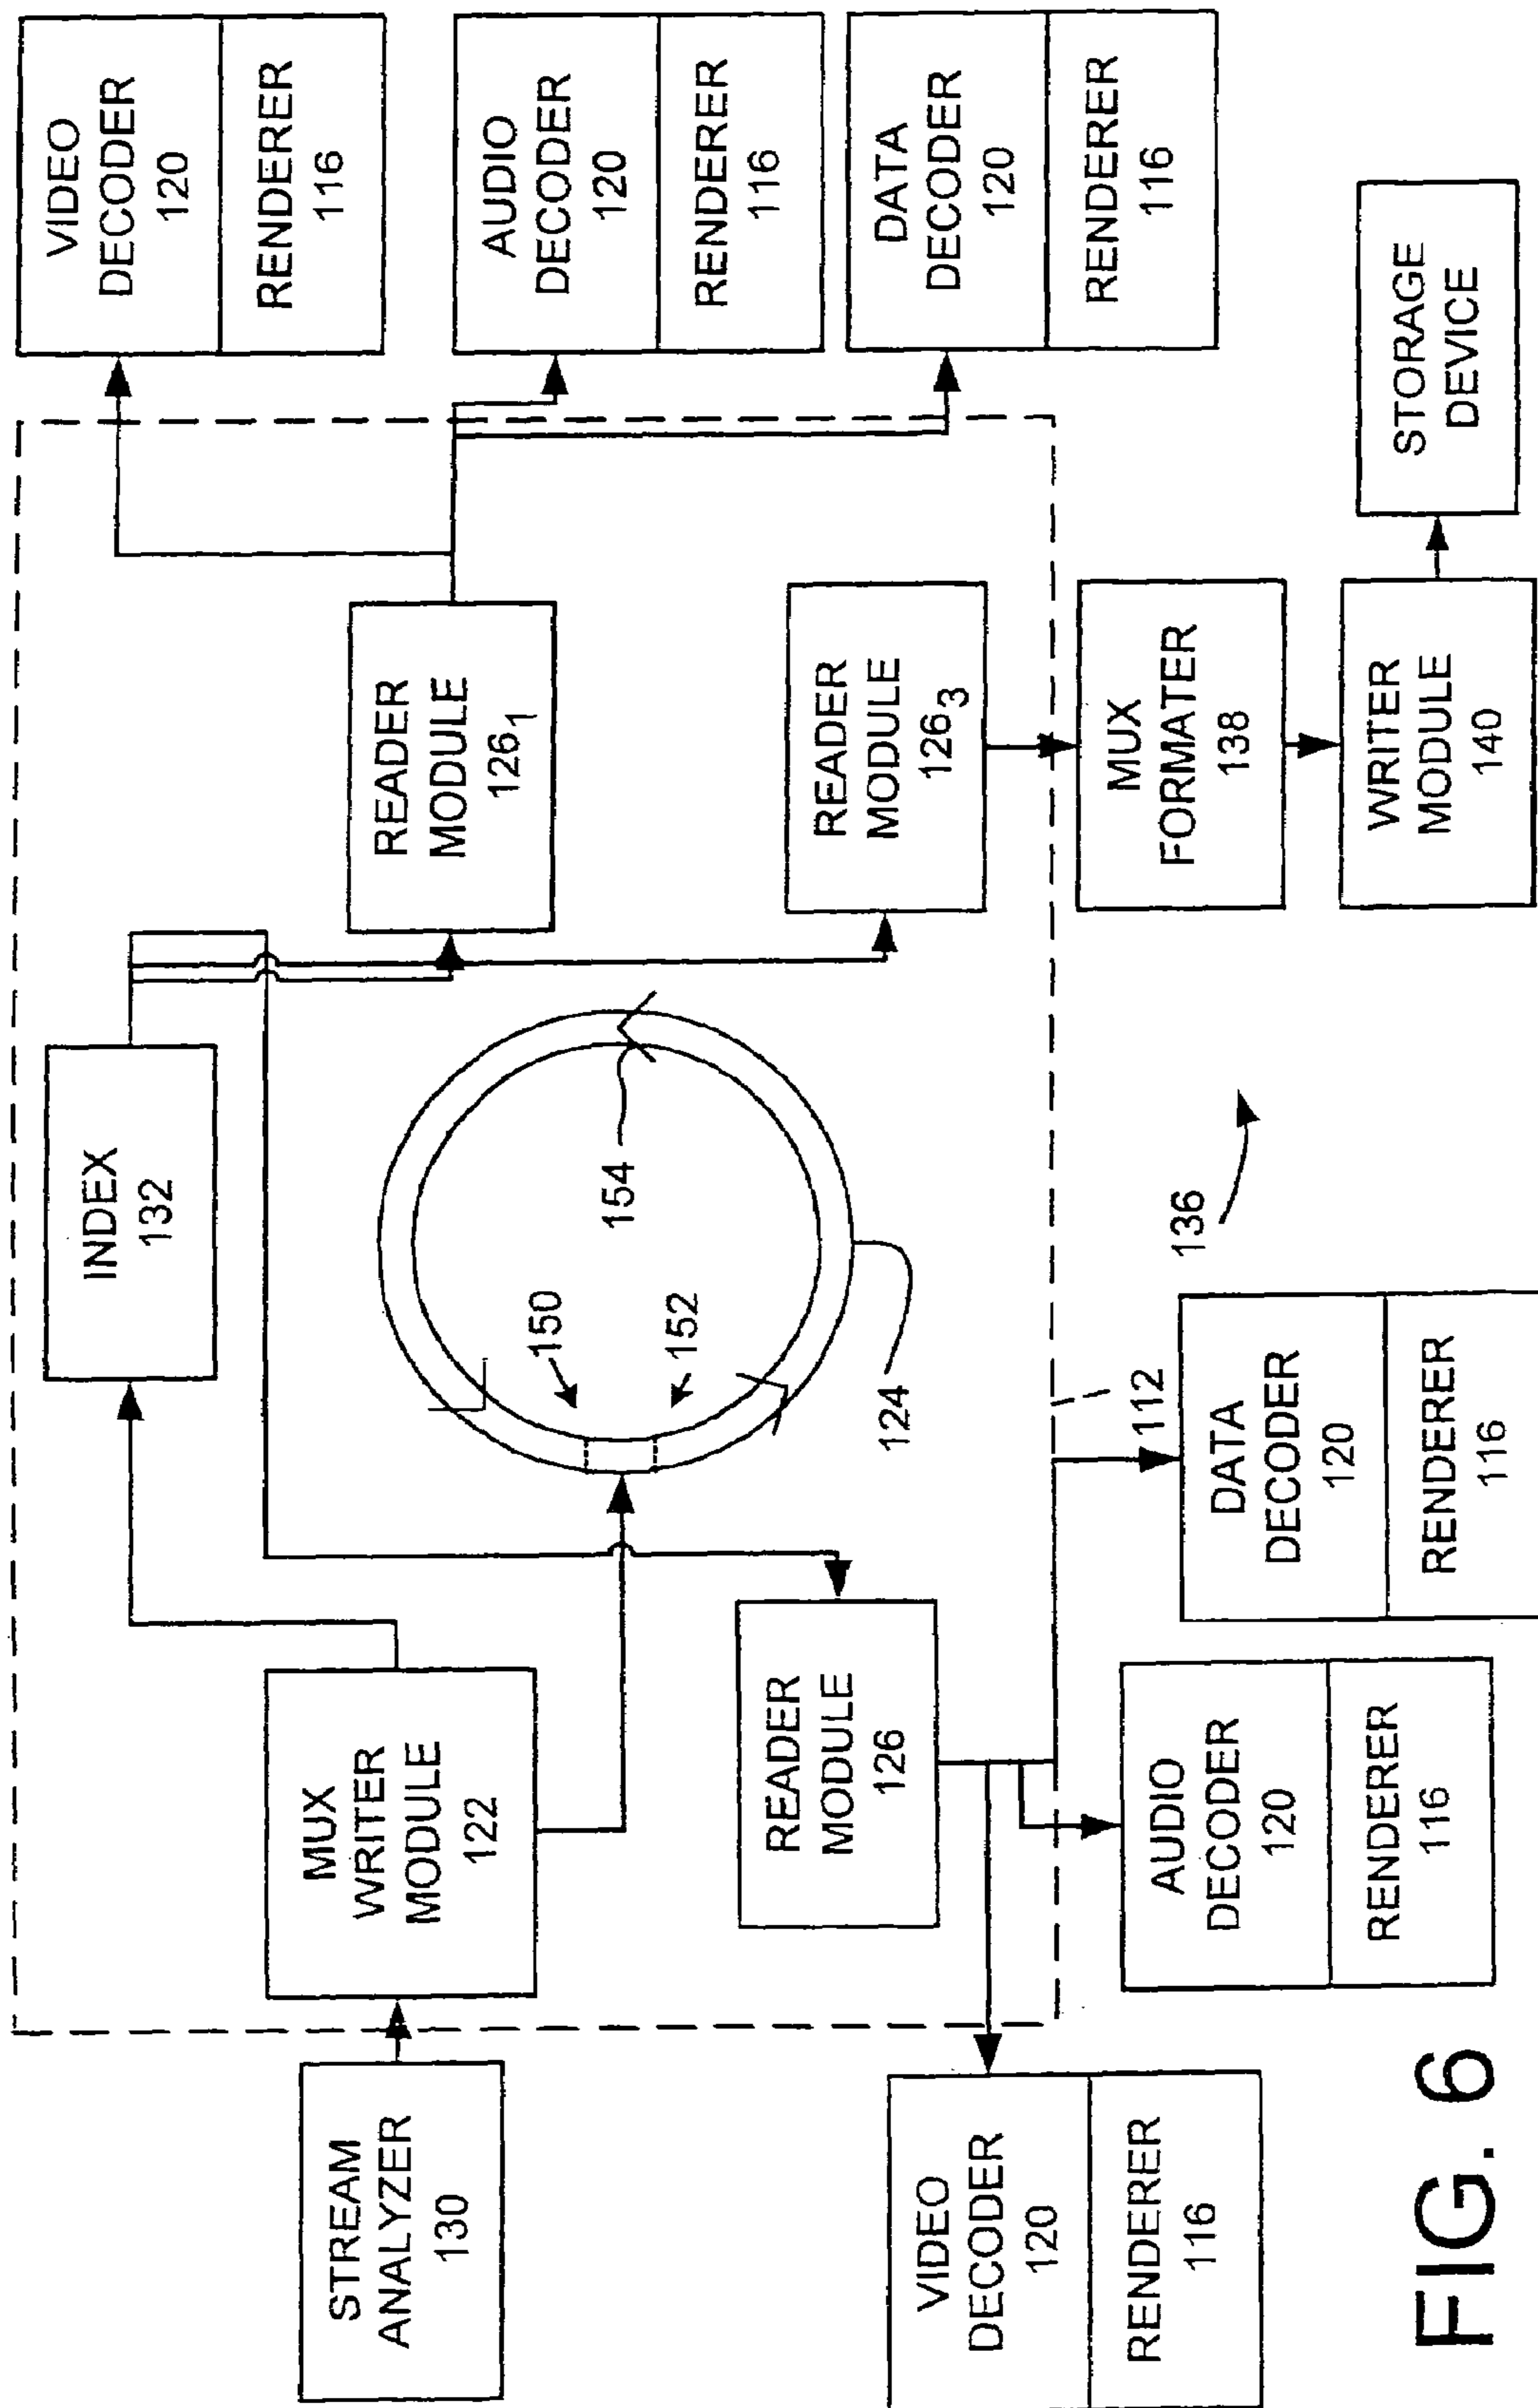 STREAM
ANALYZER
130
MUX
WRITER
MODULE
122
INDEX
132
READER
MODULE
126₁
VIDEO
DECODER
120
RENDERER
116
AUDIO
DECODER
120
RENDERER
116
DATA
DECODER
120
RENDERER
116
150
152
154
124
READER
MODULE
126
READER
MODULE
126₃
MUX
FORMATER
138
WRITER
MODULE
140
STORAGE
DEVICE
112
136
VIDEO
DECODER
120
RENDERER
116
AUDIO
DECODER
120
RENDERER
116
DATA
DECODER
120
RENDERER
116
FIG. 6